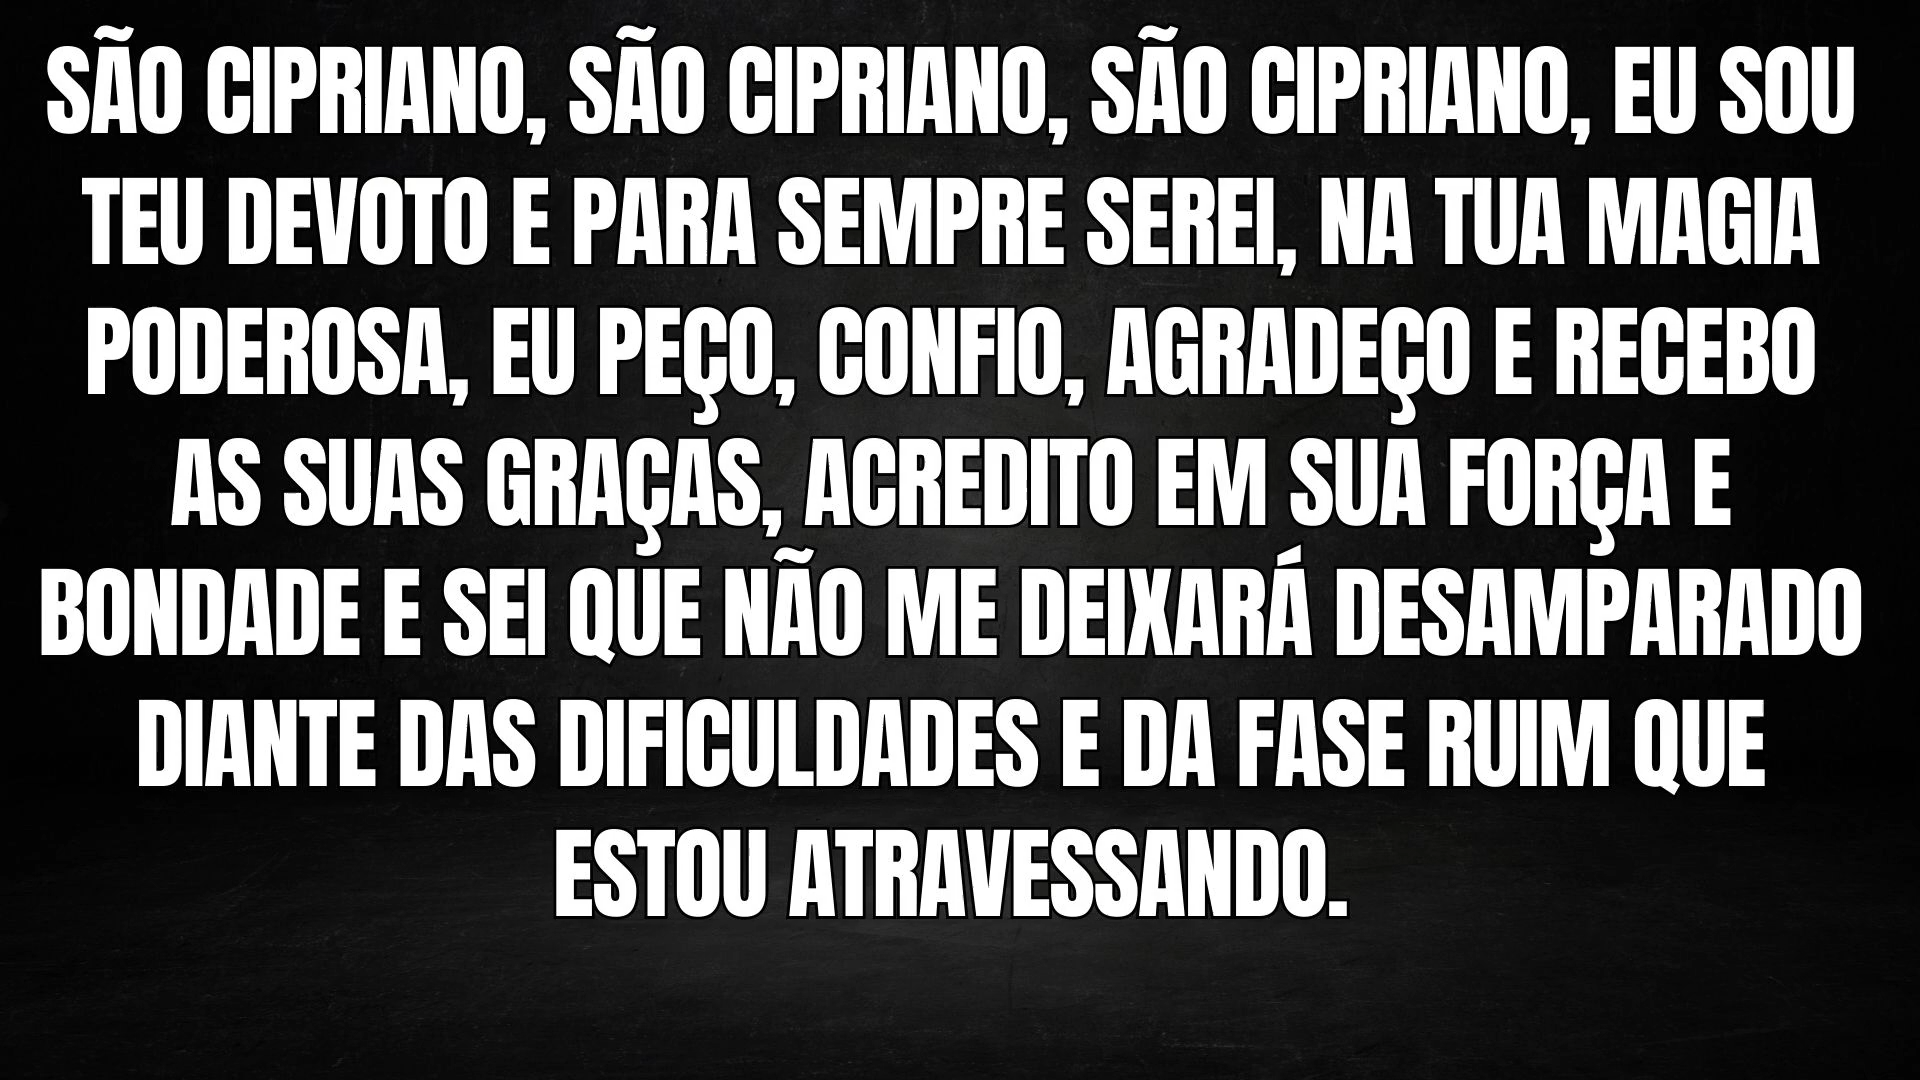 SÃO CIPRIANO, SÃO CIPRIANO, SÃO CIPRIANO, EU SOU
TEU DEVOTO E PARA SEMPRE SEREI, NA TUA MAGIA
PODEROSA, EU PEÇO, CONFIO, AGRADEÇO E RECEBO
AS SUAS GRAÇAS, ACREDITO EM SUA FORÇA E
BONDADE E SEI QUE NÃO ME DEIXARÁ DESAMPARADO
DIANTE DAS DIFICULDADES E DA FASE RUIM QUE
ESTOU ATRAVESSANDO.